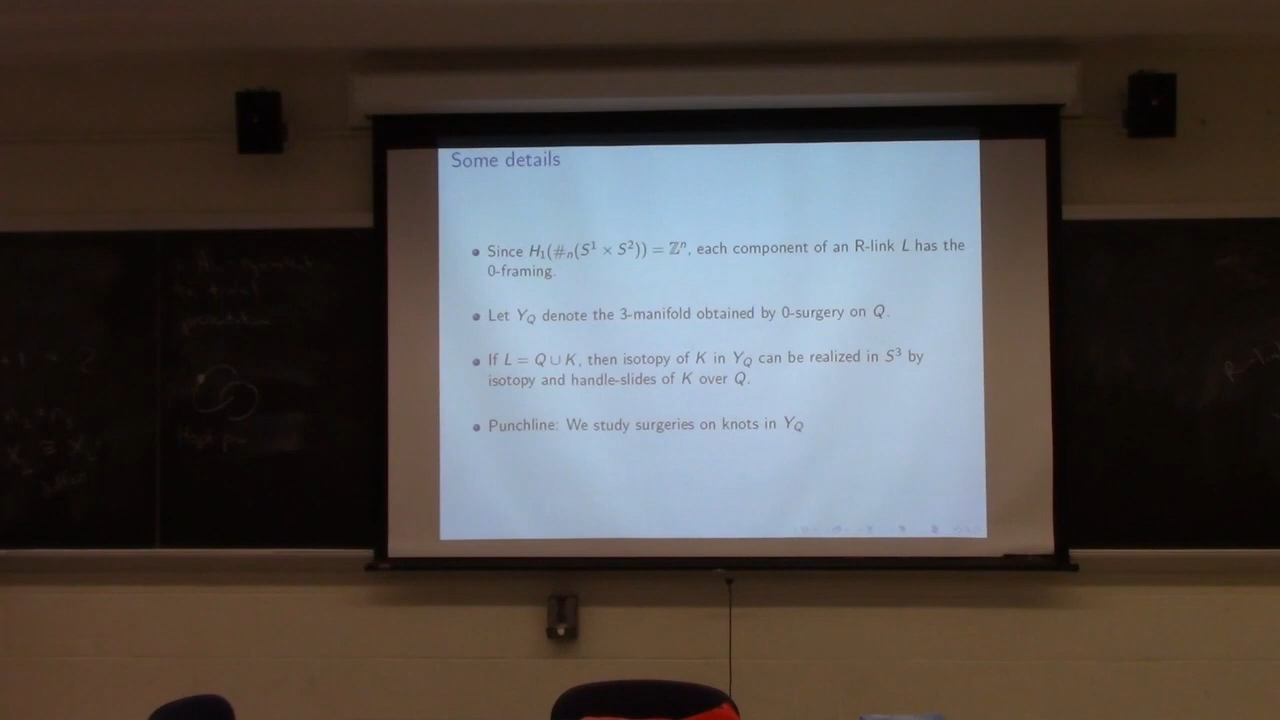 Some details
Since H₁(#ₙ(S¹ × S²)) = ℤⁿ, each component of an R-link L has the
0-framing.
Let Y_Q denote the 3-manifold obtained by 0-surgery on Q.
If L = Q ∪ K, then isotopy of K in Y_Q can be realized in S³ by
isotopy and handle-slides of K over Q.
Punchline: We study surgeries on knots in Y_Q